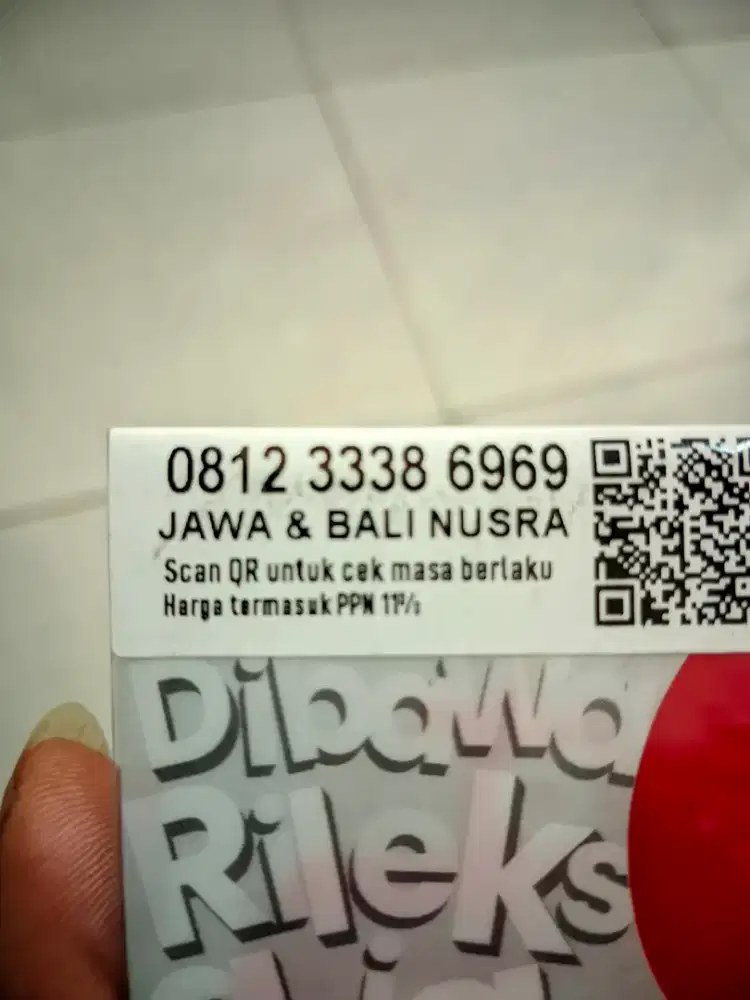 0812 3338 6969
JAWA & BALI NUSRA
Scan QR untuk cek masa berlaku
Harga termasuk PPN 11%
Dibawa
Rileks